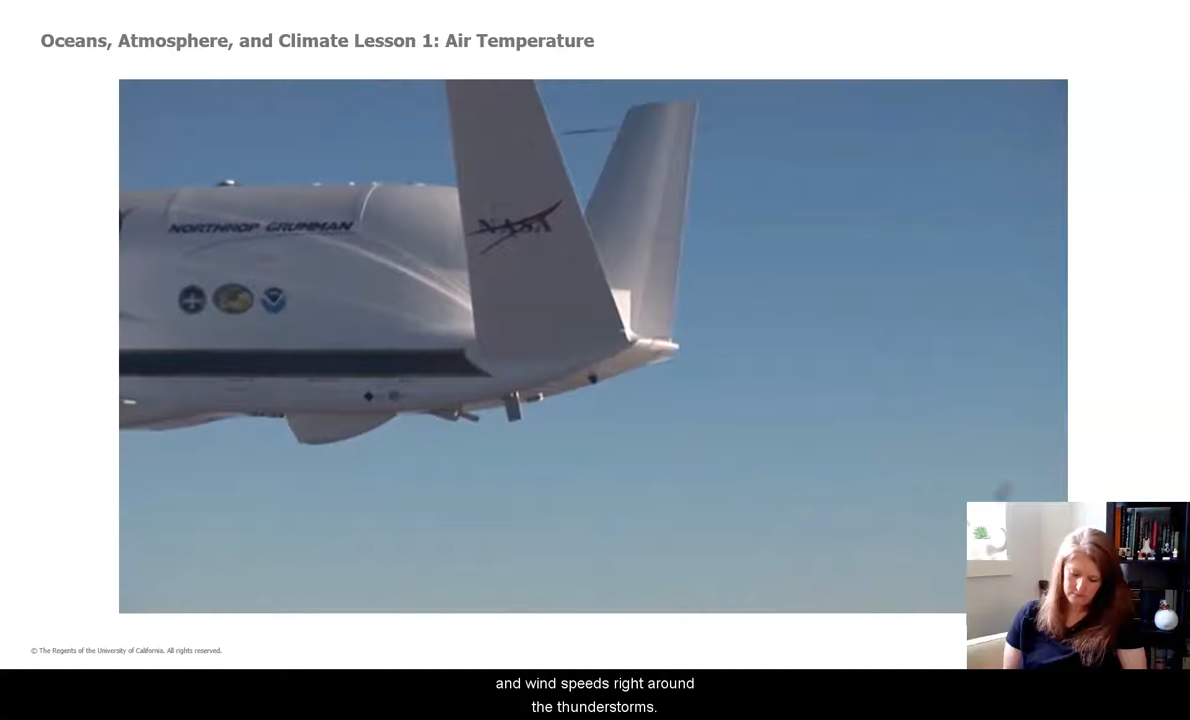 Oceans, Atmosphere, and Climate Lesson 1: Air Temperature
NORTHROP GRUMMAN
NASA
© The Regents of the University of California. All rights reserved.
and wind speeds right around
the thunderstorms.